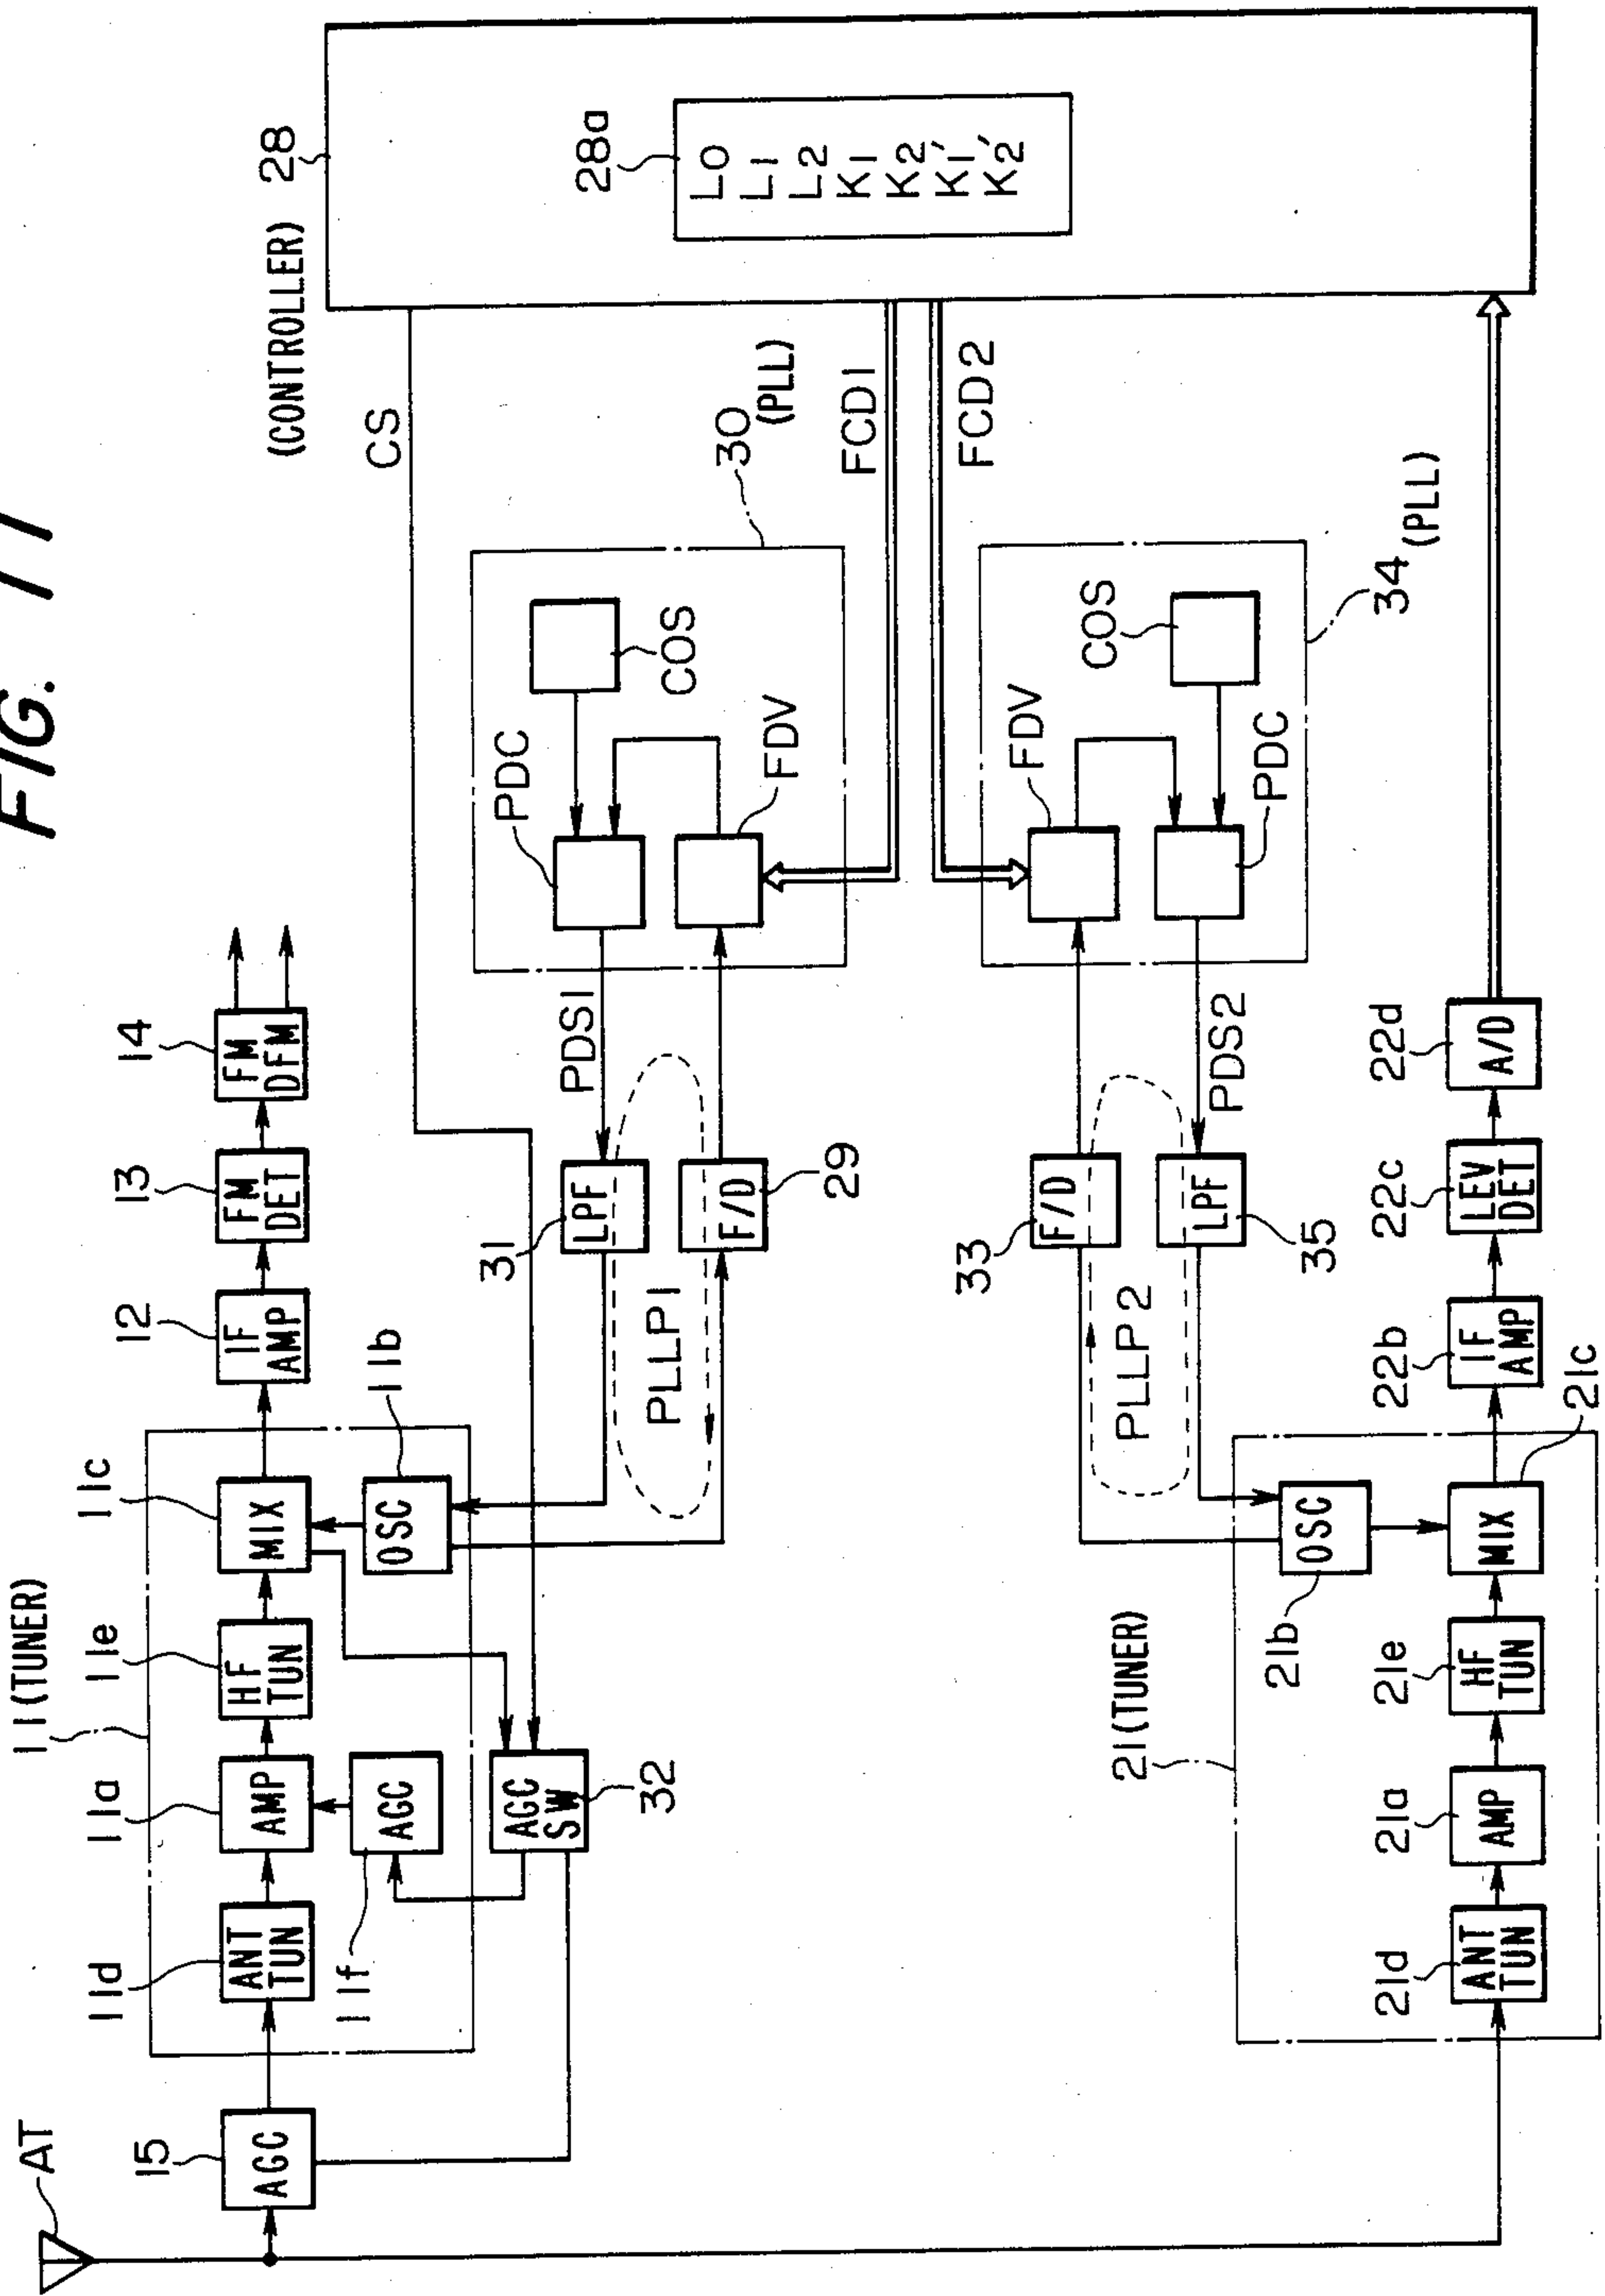 FIG. 11
AT
15
AGC
11 (TUNER)
11d
ANT
TUN
11a
AMP
11e
HF
TUN
11c
MIX
12
IF
AMP
13
FM
DET
14
FM
DFM
11f
AGC
11b
OSC
AGC
SW
32
CS
(CONTROLLER)
28
28a
L0
L1
L2
K1
K2
K1'
K2'
31
LPF
PDS1
PDC
COS
30
(PLL)
PLLP1
F/D
29
FDV
FCD1
FCD2
33
F/D
FDV
COS
PLLP2
LPF
35
PDS2
PDC
34
(PLL)
21 (TUNER)
21b
OSC
21d
ANT
TUN
21a
AMP
21e
HF
TUN
MIX
21c
22b
IF
AMP
22c
LEV
DET
22d
A/D